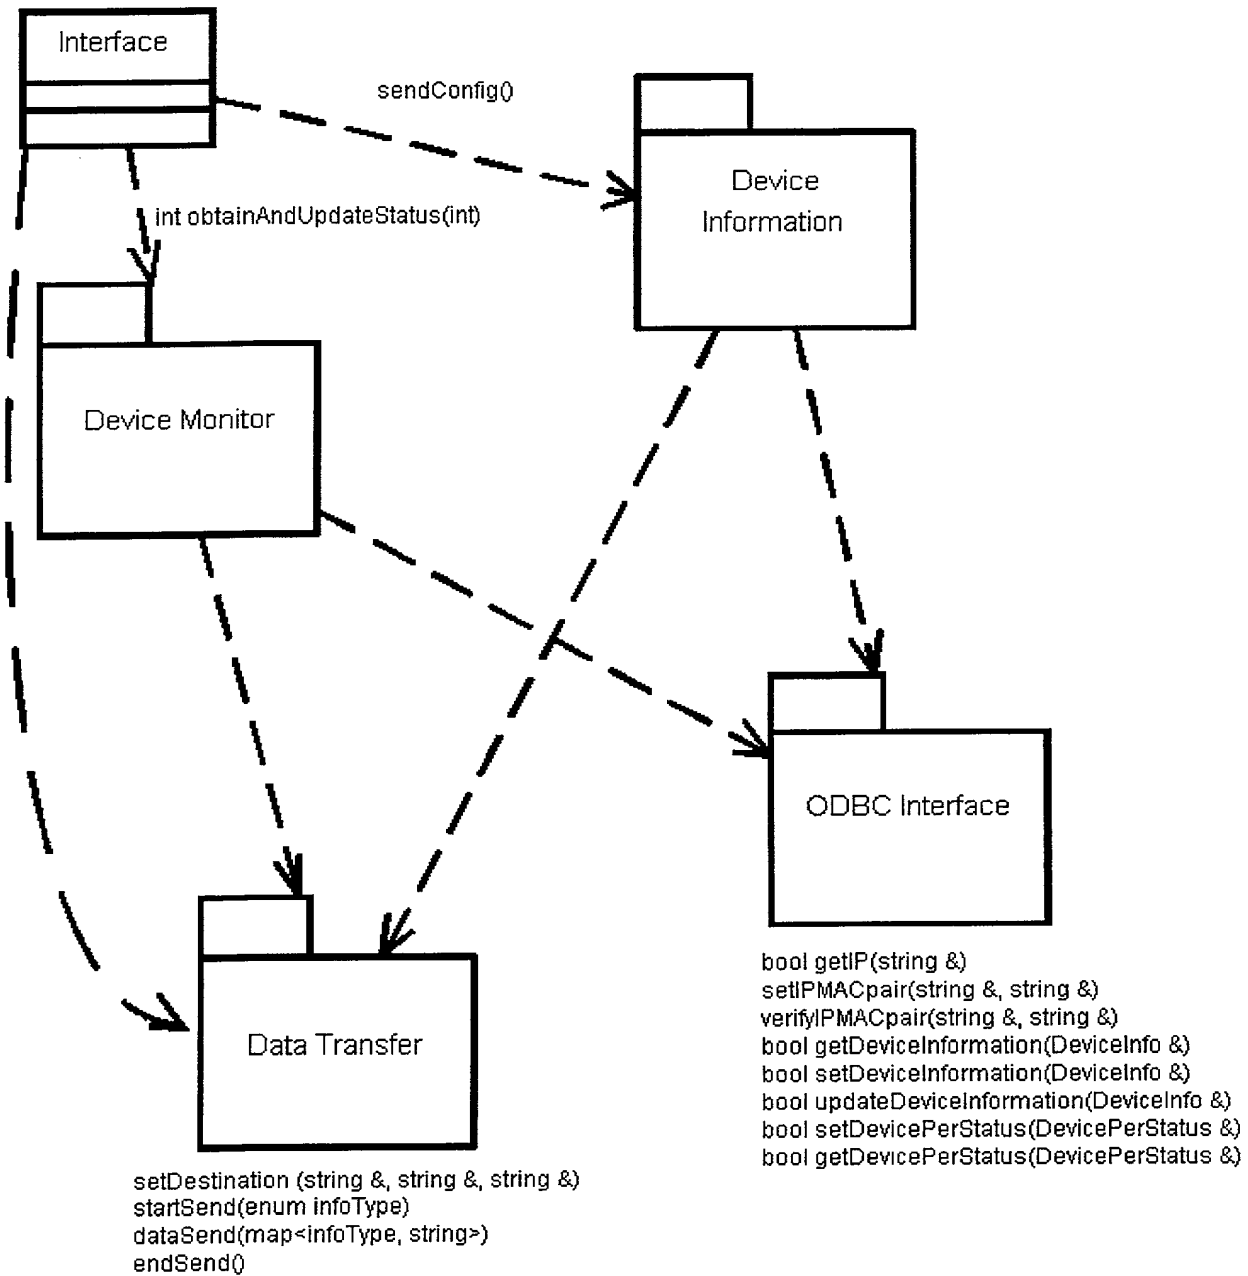 Interface
sendConfig()
Device
Information
int obtainAndUpdateStatus(int)
Device Monitor
ODBC Interface
bool getIP(string &)
setIPMACpair(string &, string &)
verifyIPMACpair(string &, string &)
bool getDeviceInformation(DeviceInfo &)
bool setDeviceInformation(DeviceInfo &)
bool updateDeviceInformation(DeviceInfo &)
bool setDevicePerStatus(DevicePerStatus &)
bool getDevicePerStatus(DevicePerStatus &)
Data Transfer
setDestination (string &, string &, string &)
startSend(enum infoType)
dataSend(map<infoType, string>)
endSend()